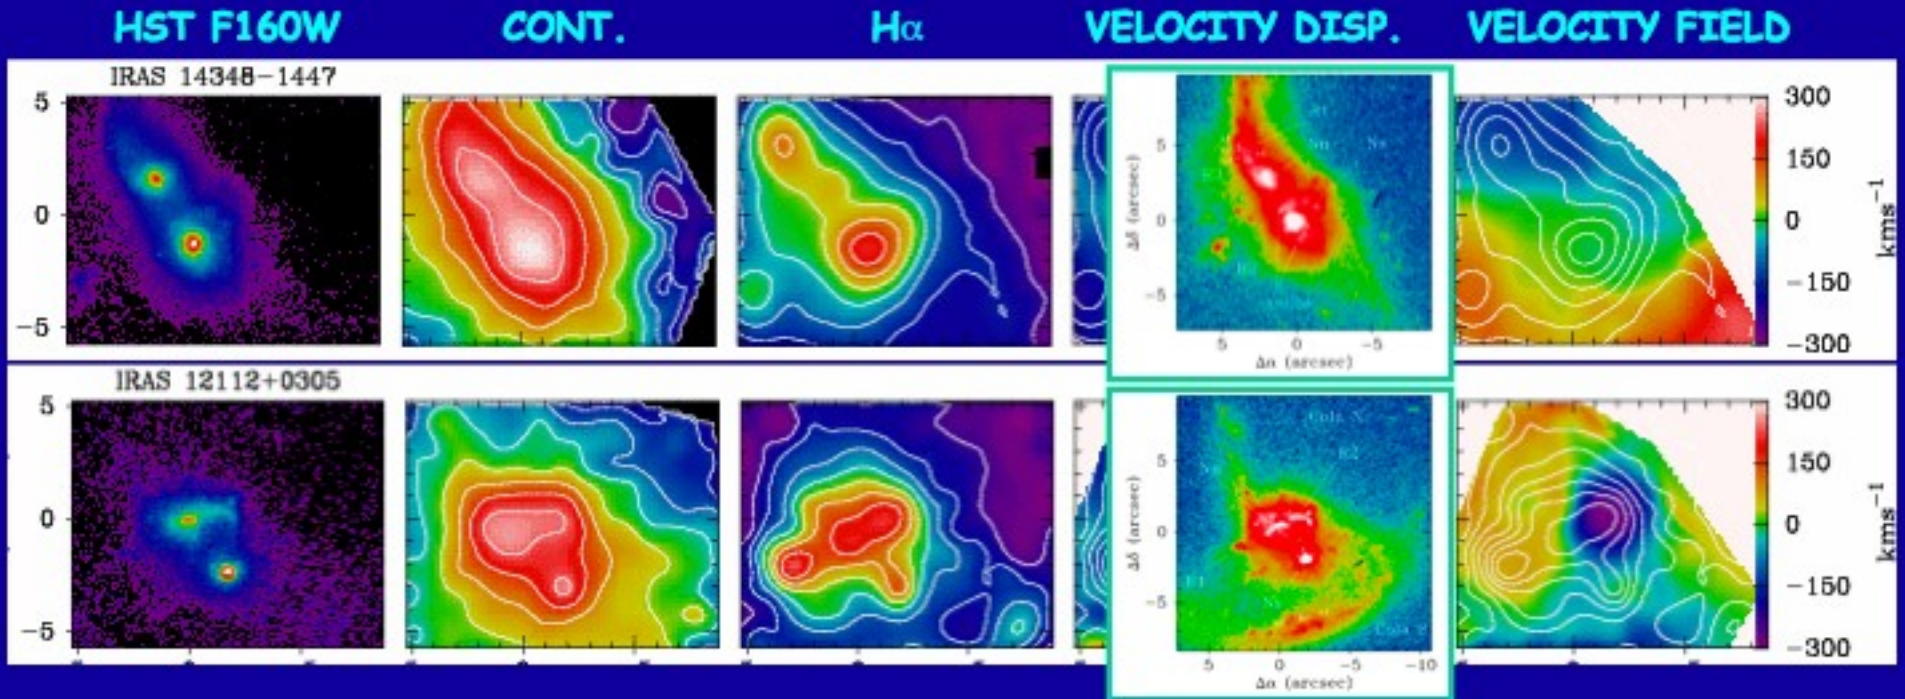 HST F160W CONT. Hα VELOCITY DISP. VELOCITY FIELD
IRAS 14348-1447
5
0
-5
Δδ (arcsec)
5
0
-5
5 0 -5
Δα (arcsec)
300
150
0
-150
-300
kms⁻¹
IRAS 12112+0305
5
0
-5
Δδ (arcsec)
5
0
-5
5 0 -5 -10
Δα (arcsec)
300
150
0
-150
-300
kms⁻¹